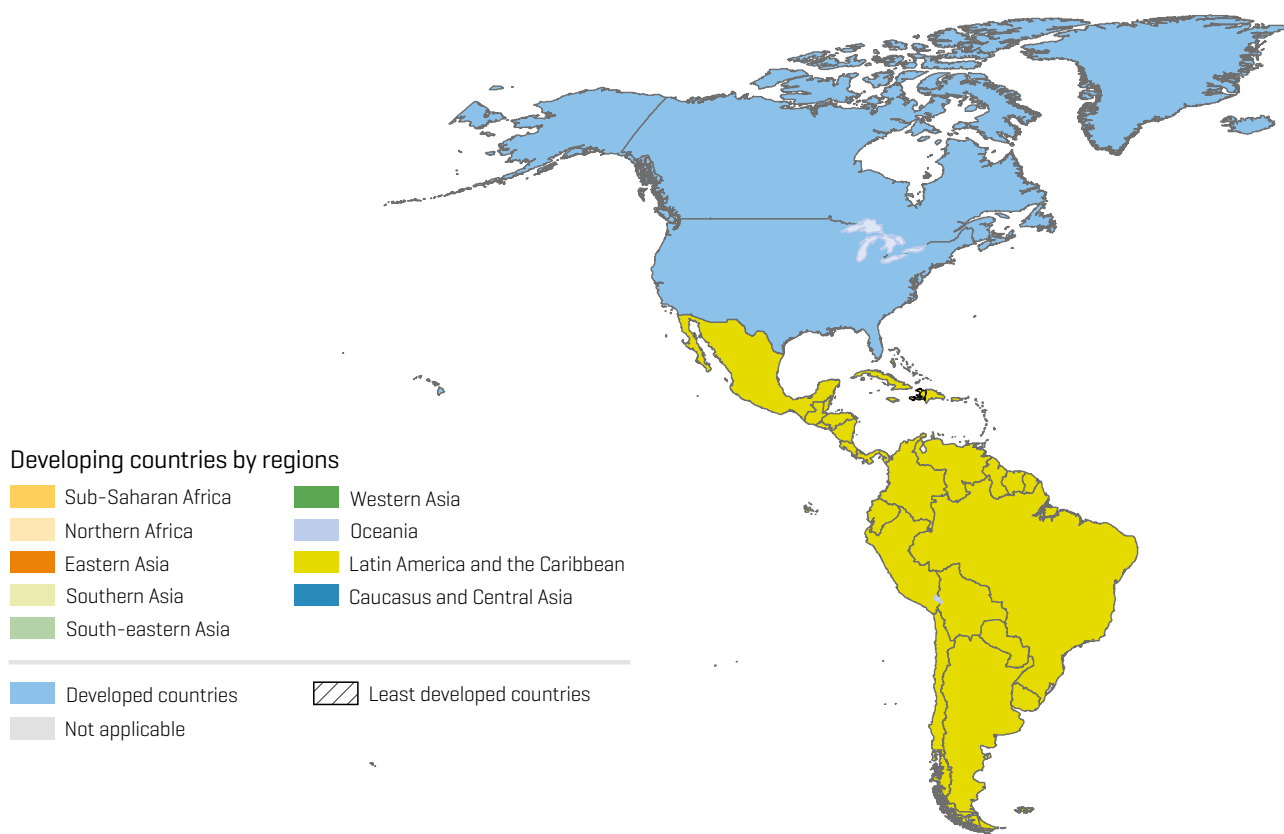 Developing countries by regions
Sub-Saharan Africa
Northern Africa
Eastern Asia
Southern Asia
South-eastern Asia
Western Asia
Oceania
Latin America and the Caribbean
Caucasus and Central Asia
Developed countries
Not applicable
Least developed countries